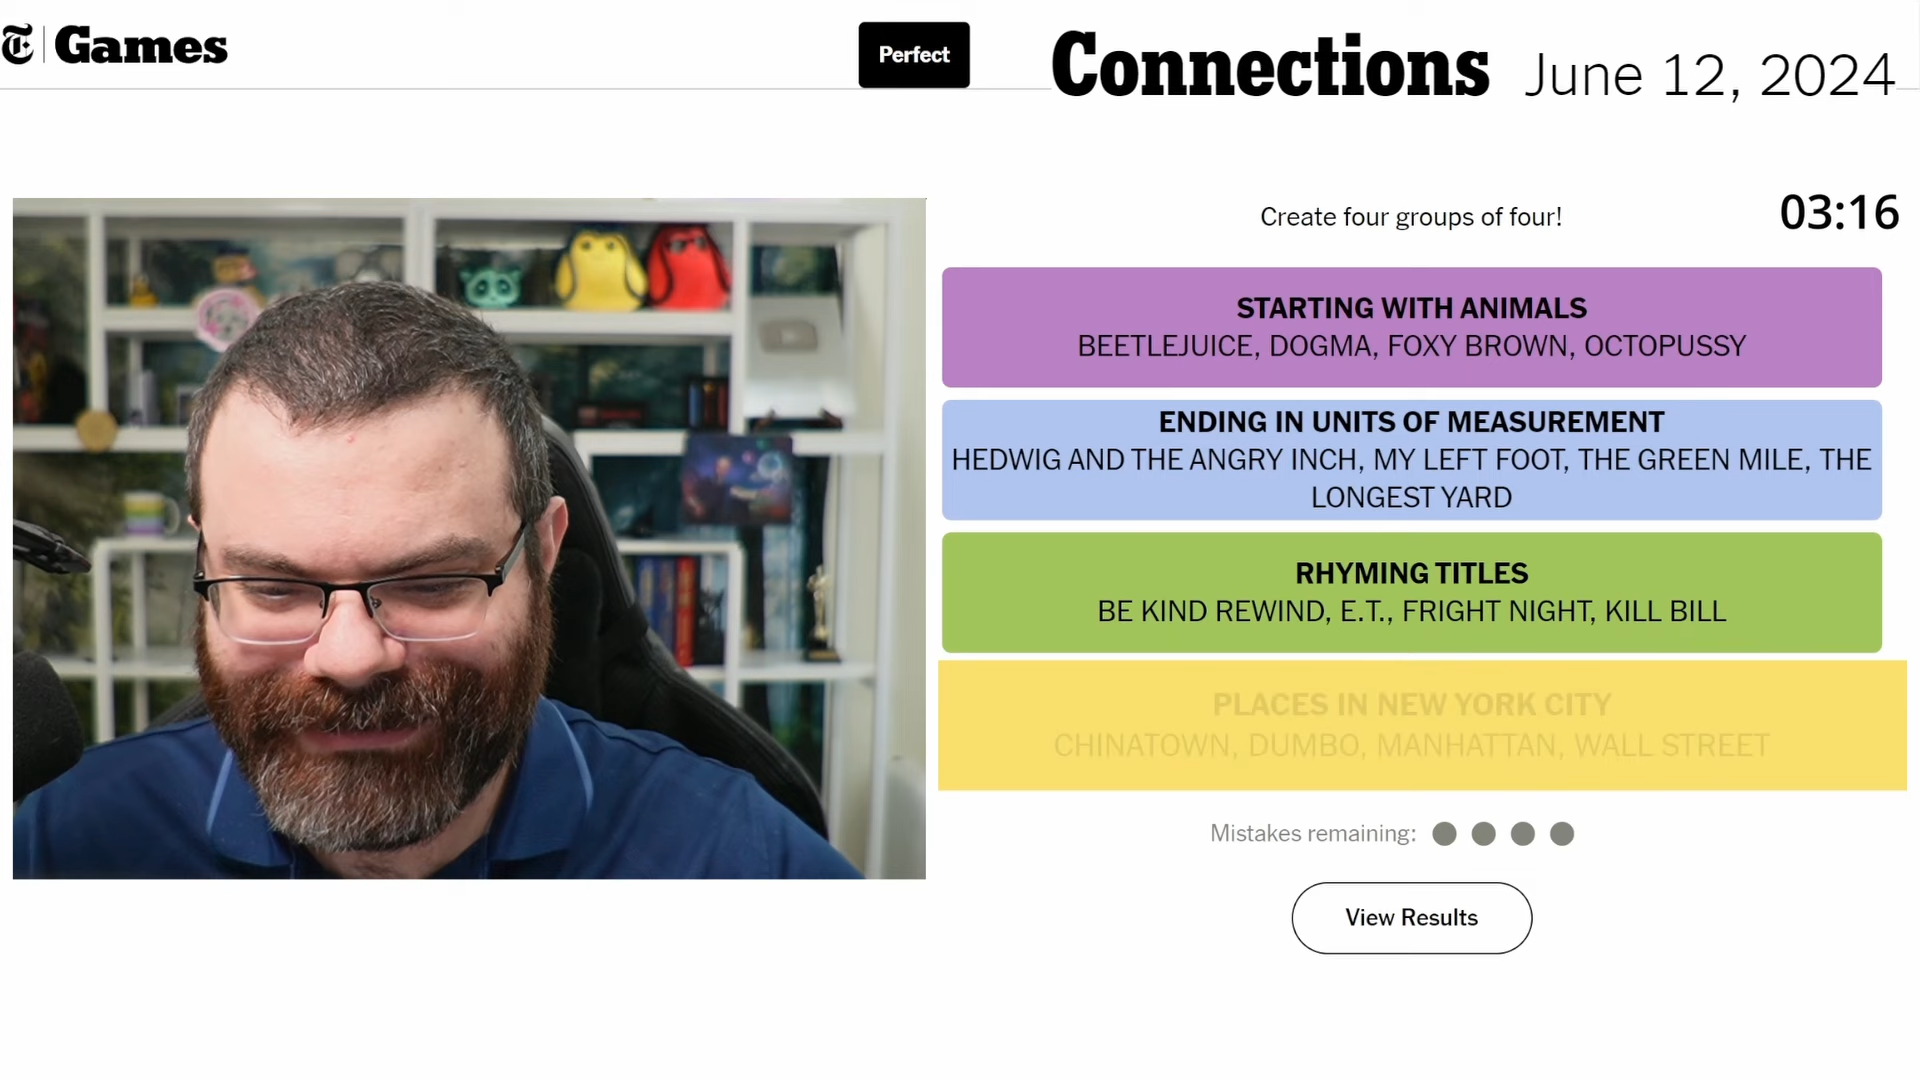 T Games
Perfect
Connections June 12, 2024
Create four groups of four!
03:16
STARTING WITH ANIMALS
BEETLEJUICE, DOGMA, FOXY BROWN, OCTOPUSSY
ENDING IN UNITS OF MEASUREMENT
HEDWIG AND THE ANGRY INCH, MY LEFT FOOT, THE GREEN MILE, THE
LONGEST YARD
RHYMING TITLES
BE KIND REWIND, E.T., FRIGHT NIGHT, KILL BILL
PLACES IN NEW YORK CITY
CHINATOWN, DUMBO, MANHATTAN, WALL STREET
Mistakes remaining:
View Results